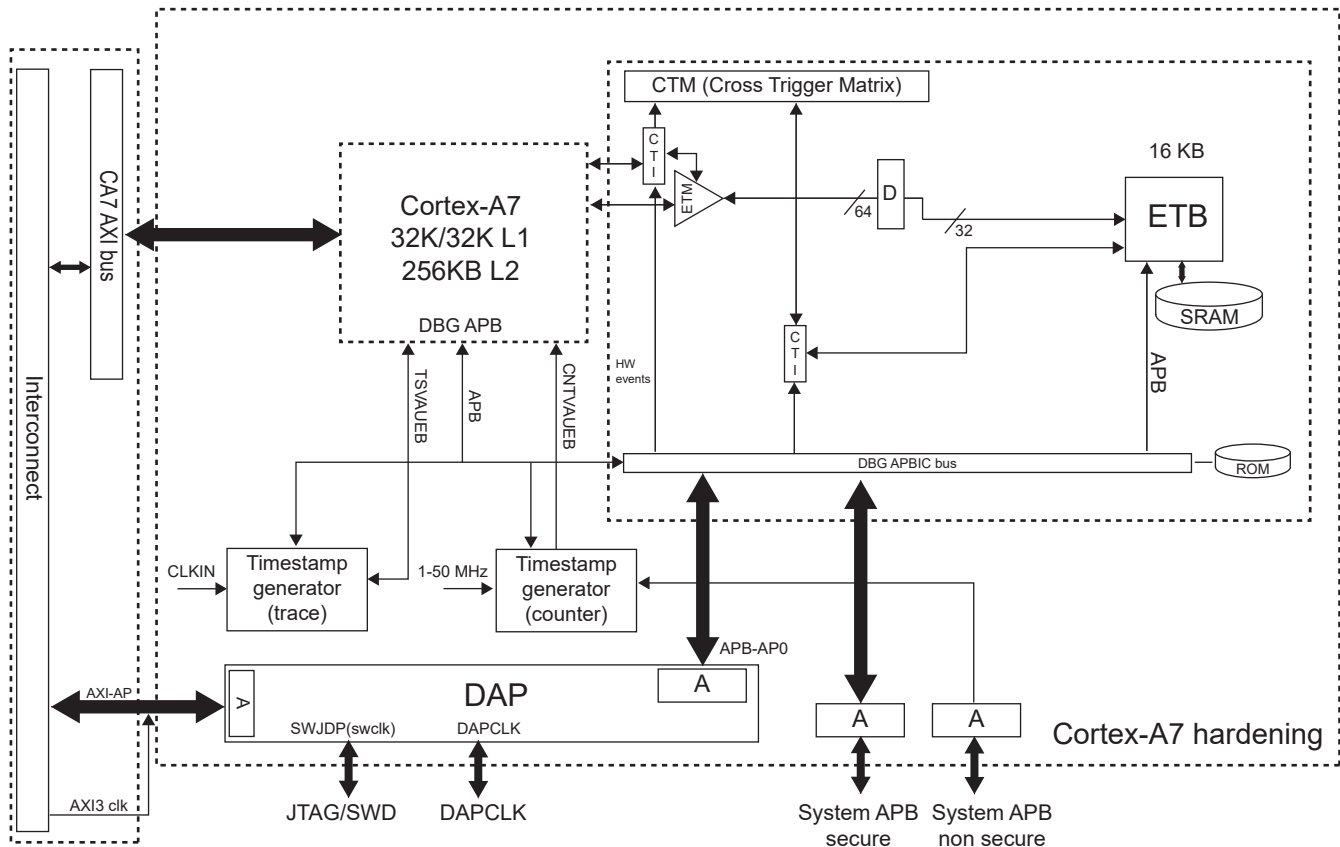 CTM (Cross Trigger Matrix)
CTI
ETM
64
D
32
16 KB
ETB
SRAM
CA7 AXI bus
Interconnect
Cortex-A7
32K/32K L1
256KB L2
DBG APB
TSVAUEB
APB
CNTVAUEB
HW
events
CTI
APB
DBG APBIC bus
ROM
CLKIN
Timestamp
generator
(trace)
1-50 MHz
Timestamp
generator
(counter)
APB-AP0
AXI-AP
A
DAP
A
SWJDP(swclk)
DAPCLK
A
A
Cortex-A7 hardening
AXI3 clk
JTAG/SWD
DAPCLK
System APB
secure
System APB
non secure